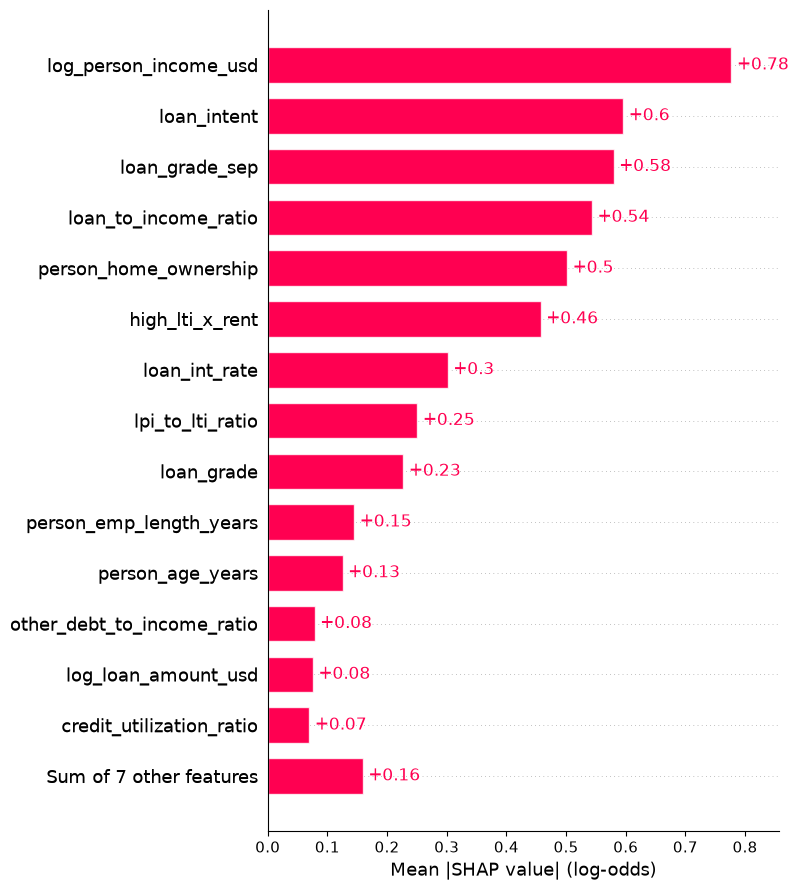 log_person_income_usd +0.78
loan_intent +0.6
loan_grade_sep +0.58
loan_to_income_ratio +0.54
person_home_ownership +0.5
high_lti_x_rent +0.46
loan_int_rate +0.3
lpi_to_lti_ratio +0.25
loan_grade +0.23
person_emp_length_years +0.15
person_age_years +0.13
other_debt_to_income_ratio +0.08
log_loan_amount_usd +0.08
credit_utilization_ratio +0.07
Sum of 7 other features +0.16
0.0 0.1 0.2 0.3 0.4 0.5 0.6 0.7 0.8
Mean |SHAP value| (log-odds)